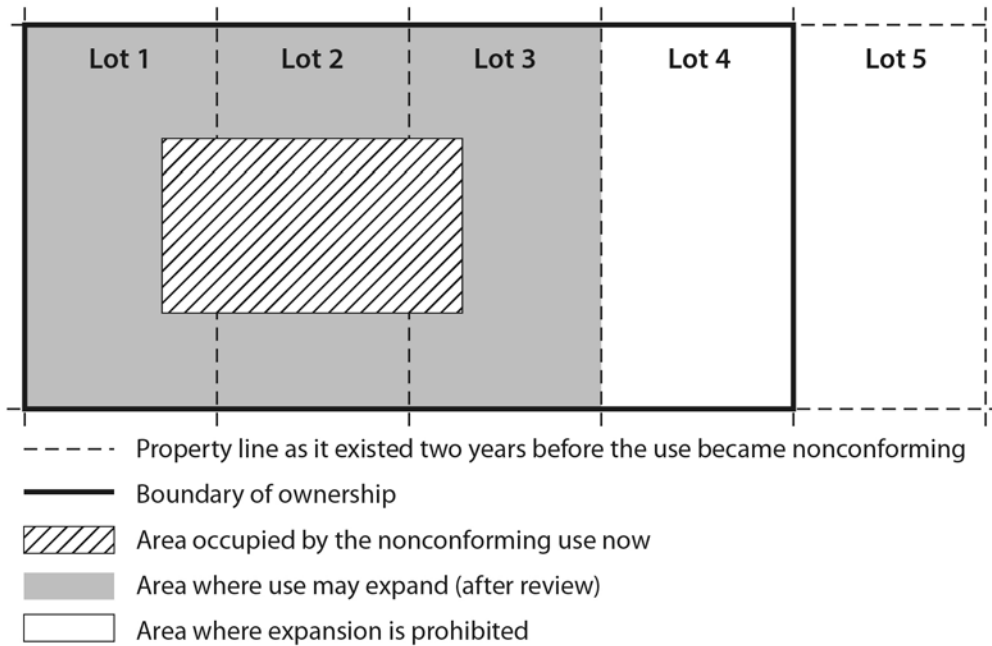 Lot 1 Lot 2 Lot 3 Lot 4 Lot 5
Property line as it existed two years before the use became nonconforming
Boundary of ownership
Area occupied by the nonconforming use now
Area where use may expand (after review)
Area where expansion is prohibited